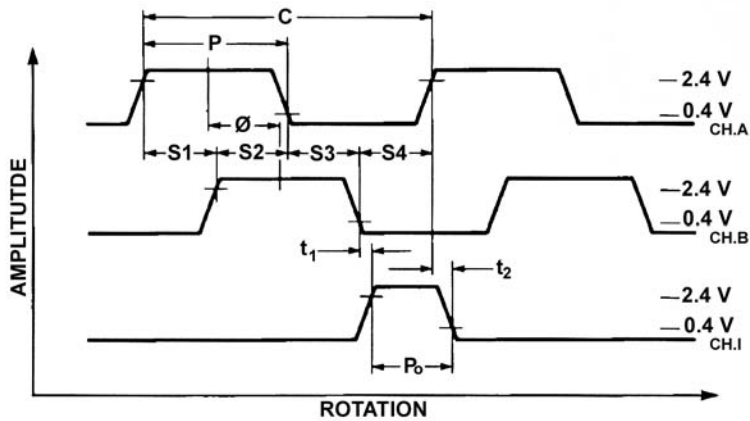 C
P
2.4 V
0.4 V
CH.A
Ø
S1 S2 S3 S4
2.4 V
0.4 V
CH.B
t1
t2
2.4 V
0.4 V
CH.I
Po
AMPLITUTDE
ROTATION